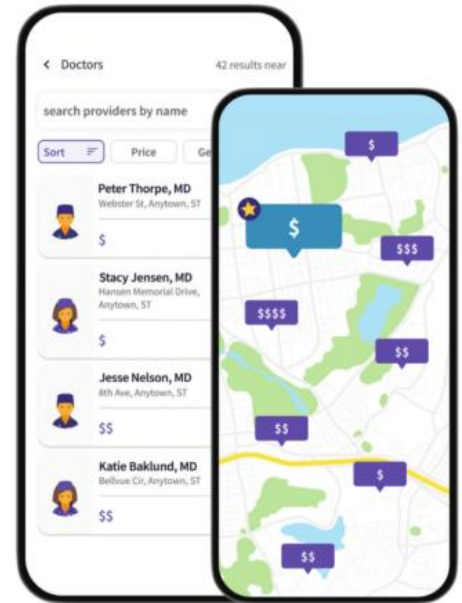 < Doctors
42 results near
search providers by name
Sort
Price
Ge
Peter Thorpe, MD
Webster St, Anytown, ST
$
Stacy Jensen, MD
Hansen Memorial Drive,
Anytown, ST
$
Jesse Nelson, MD
8th Ave, Anytown, ST
$$
Katie Baklund, MD
Bellvue Cir, Anytown, ST
$$
$
$
$$$
$$$$
$$
$$
$
$$